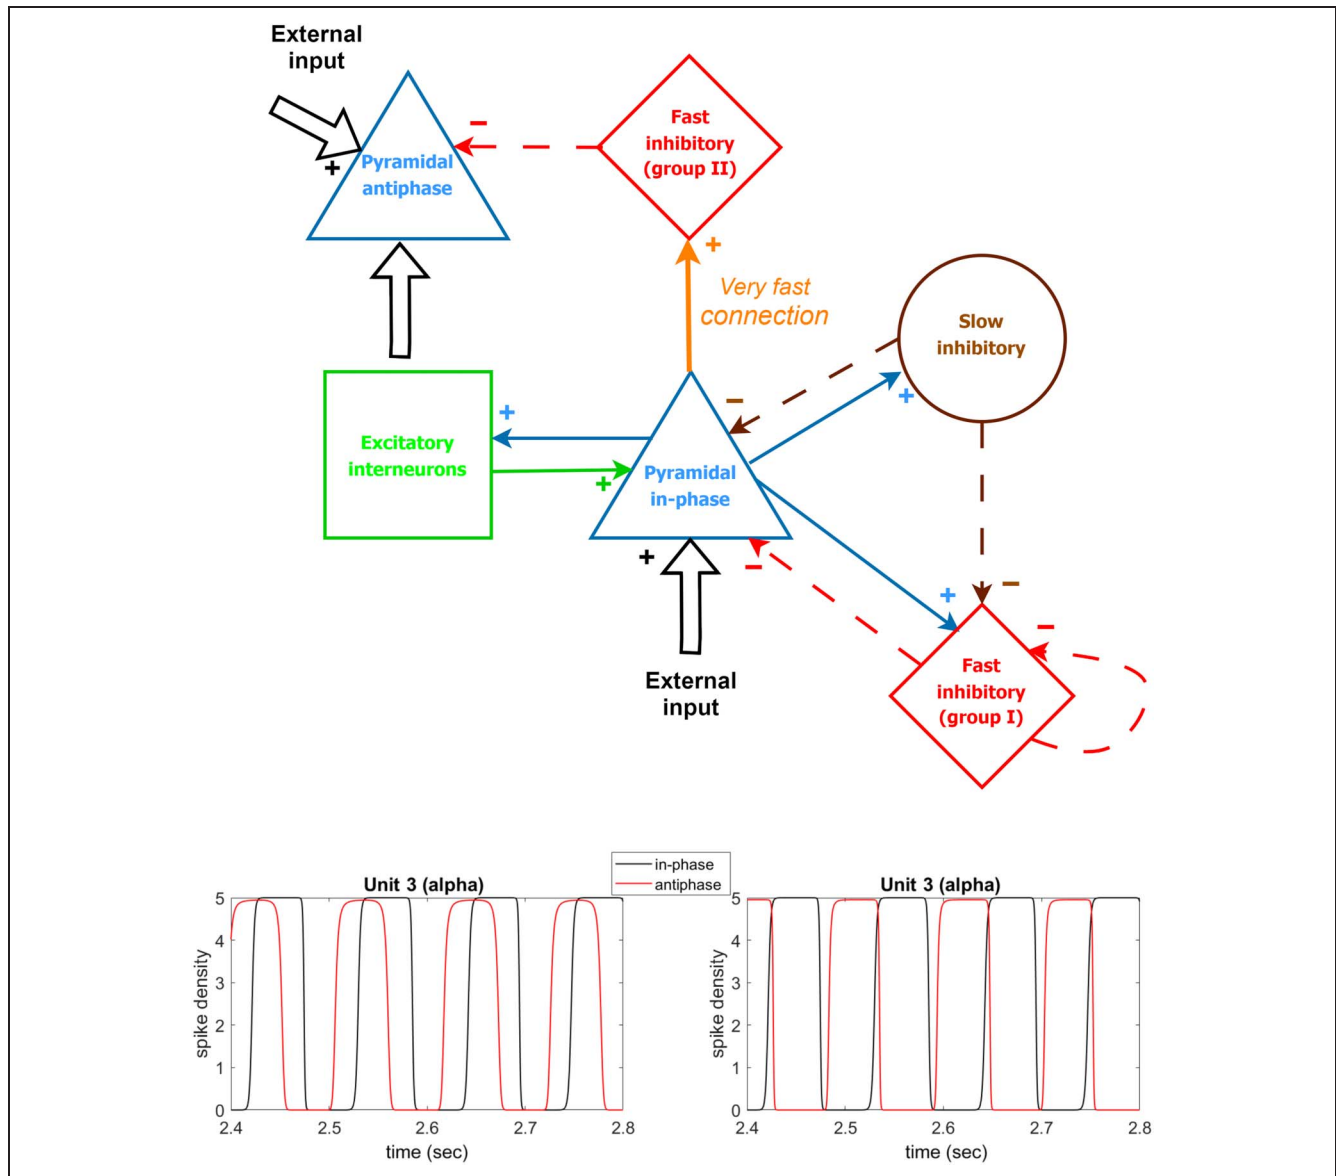 External
input
+
Pyramidal
antiphase
−
Fast
inhibitory
(group II)
+
Very fast
connection
Slow
inhibitory
−
+
+
Excitatory
interneurons
+
Pyramidal
in-phase
+
−
+
−
−
External
input
Fast
inhibitory
(group I)
in-phase
antiphase
Unit 3 (alpha)
5
4
3
2
1
0
spike density
2.4 2.5 2.6 2.7 2.8
time (sec)
Unit 3 (alpha)
5
4
3
2
1
0
spike density
2.4 2.5 2.6 2.7 2.8
time (sec)